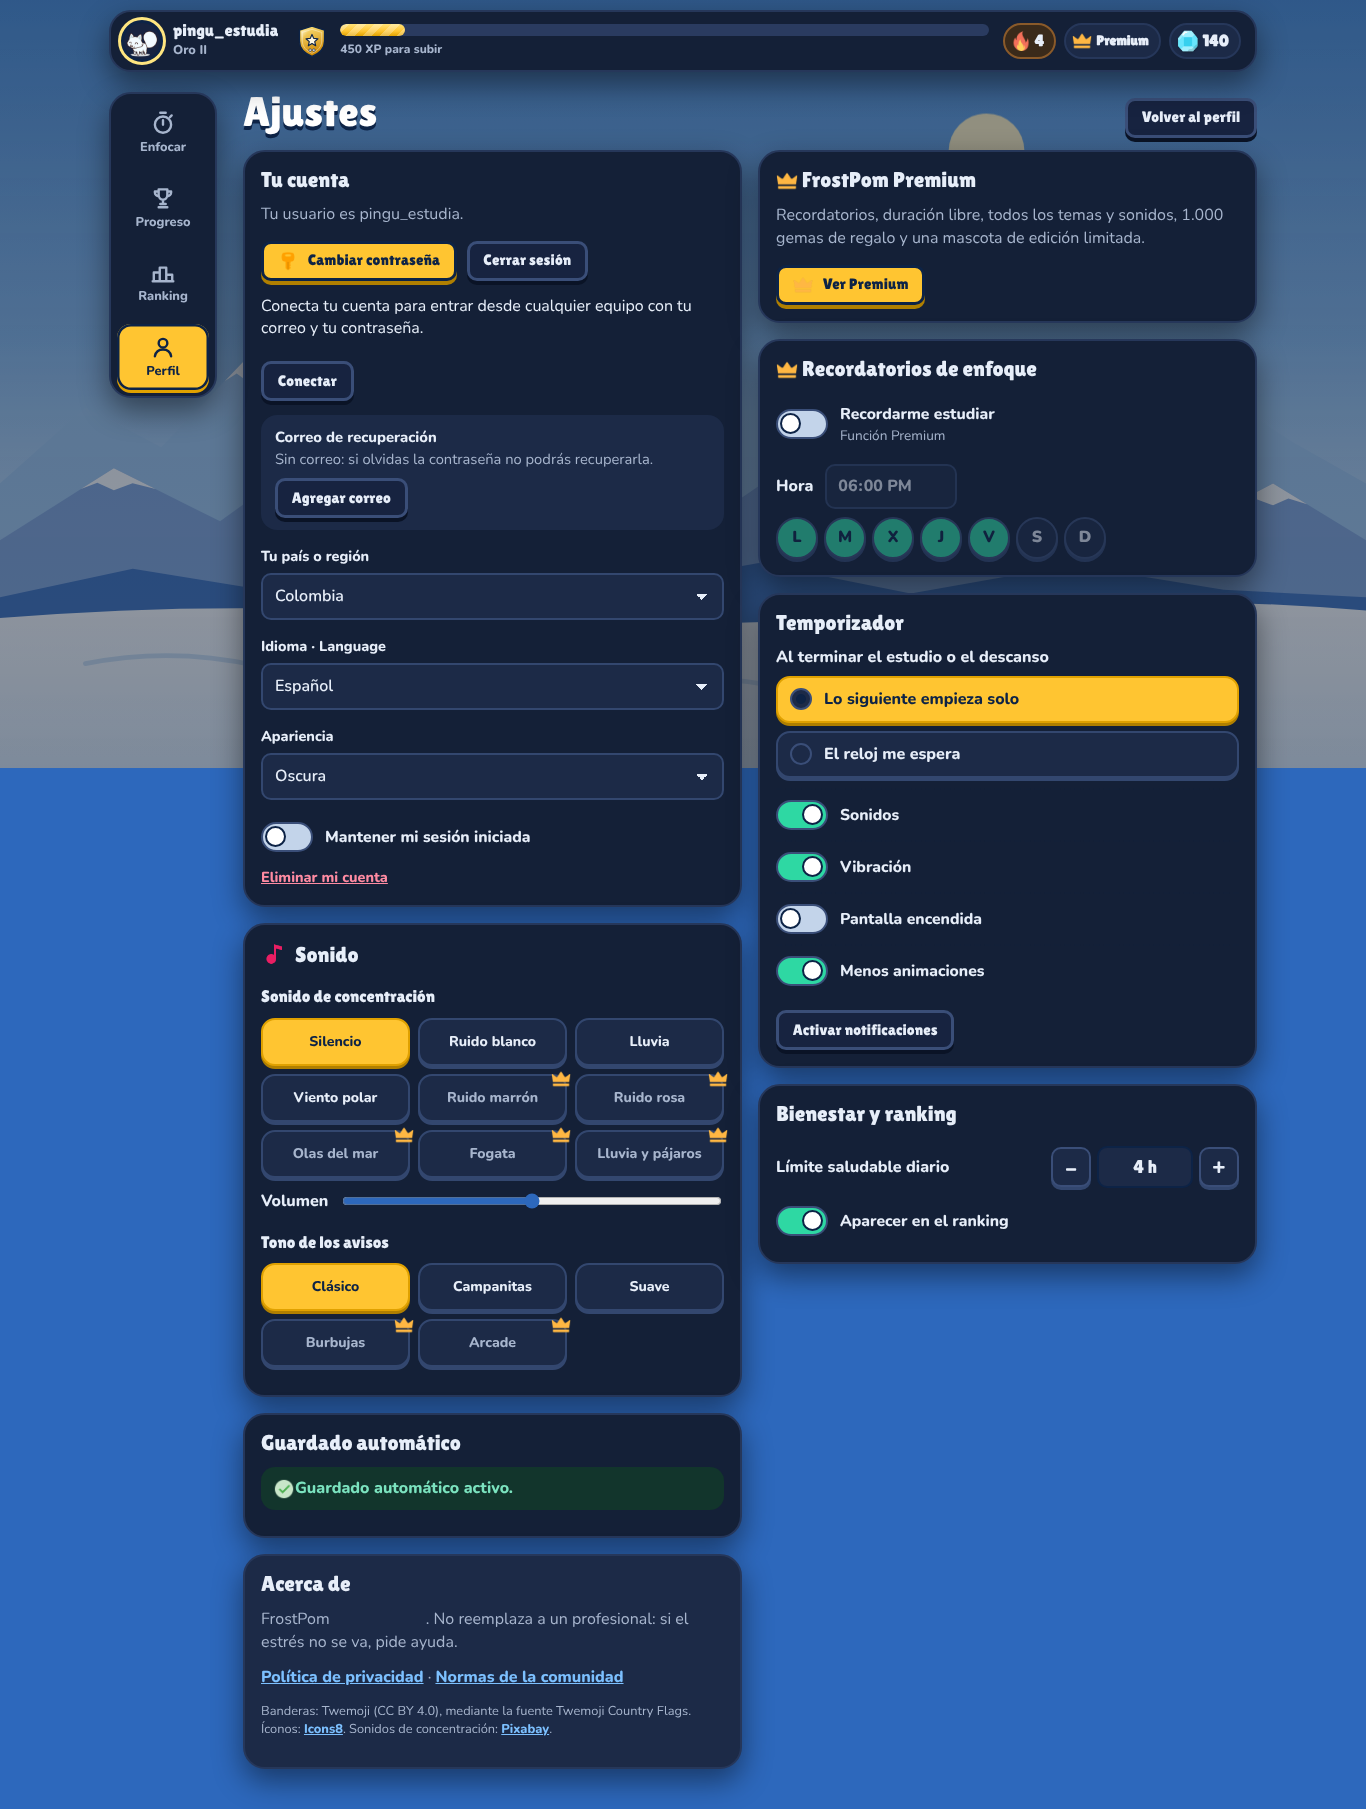 pingu_estudia
Oro II
450 XP para subir
4
Premium
140
Enfocar
Progreso
Ranking
Perfil
Ajustes
Volver al perfil
Tu cuenta
Tu usuario es pingu_estudia.
Cambiar contraseña
Cerrar sesión
Conecta tu cuenta para entrar desde cualquier equipo con tu
correo y tu contraseña.
Conectar
Correo de recuperación
Sin correo: si olvidas la contraseña no podrás recuperarla.
Agregar correo
Tu país o región
Colombia
Idioma · Language
Español
Apariencia
Oscura
Mantener mi sesión iniciada
Eliminar mi cuenta
Sonido
Sonido de concentración
Silencio
Ruido blanco
Lluvia
Viento polar
Ruido marrón
Ruido rosa
Olas del mar
Fogata
Lluvia y pájaros
Volumen
Tono de los avisos
Clásico
Campanitas
Suave
Burbujas
Arcade
Guardado automático
Guardado automático activo.
Acerca de
FrostPom . No reemplaza a un profesional: si el
estrés no se va, pide ayuda.
Política de privacidad · Normas de la comunidad
Banderas: Twemoji (CC BY 4.0), mediante la fuente Twemoji Country Flags.
Íconos: Icons8. Sonidos de concentración: Pixabay.
FrostPom Premium
Recordatorios, duración libre, todos los temas y sonidos, 1.000
gemas de regalo y una mascota de edición limitada.
Ver Premium
Recordatorios de enfoque
Recordarme estudiar
Función Premium
Hora
06:00 PM
L
M
X
J
V
S
D
Temporizador
Al terminar el estudio o el descanso
Lo siguiente empieza solo
El reloj me espera
Sonidos
Vibración
Pantalla encendida
Menos animaciones
Activar notificaciones
Bienestar y ranking
Límite saludable diario
–
4 h
+
Aparecer en el ranking